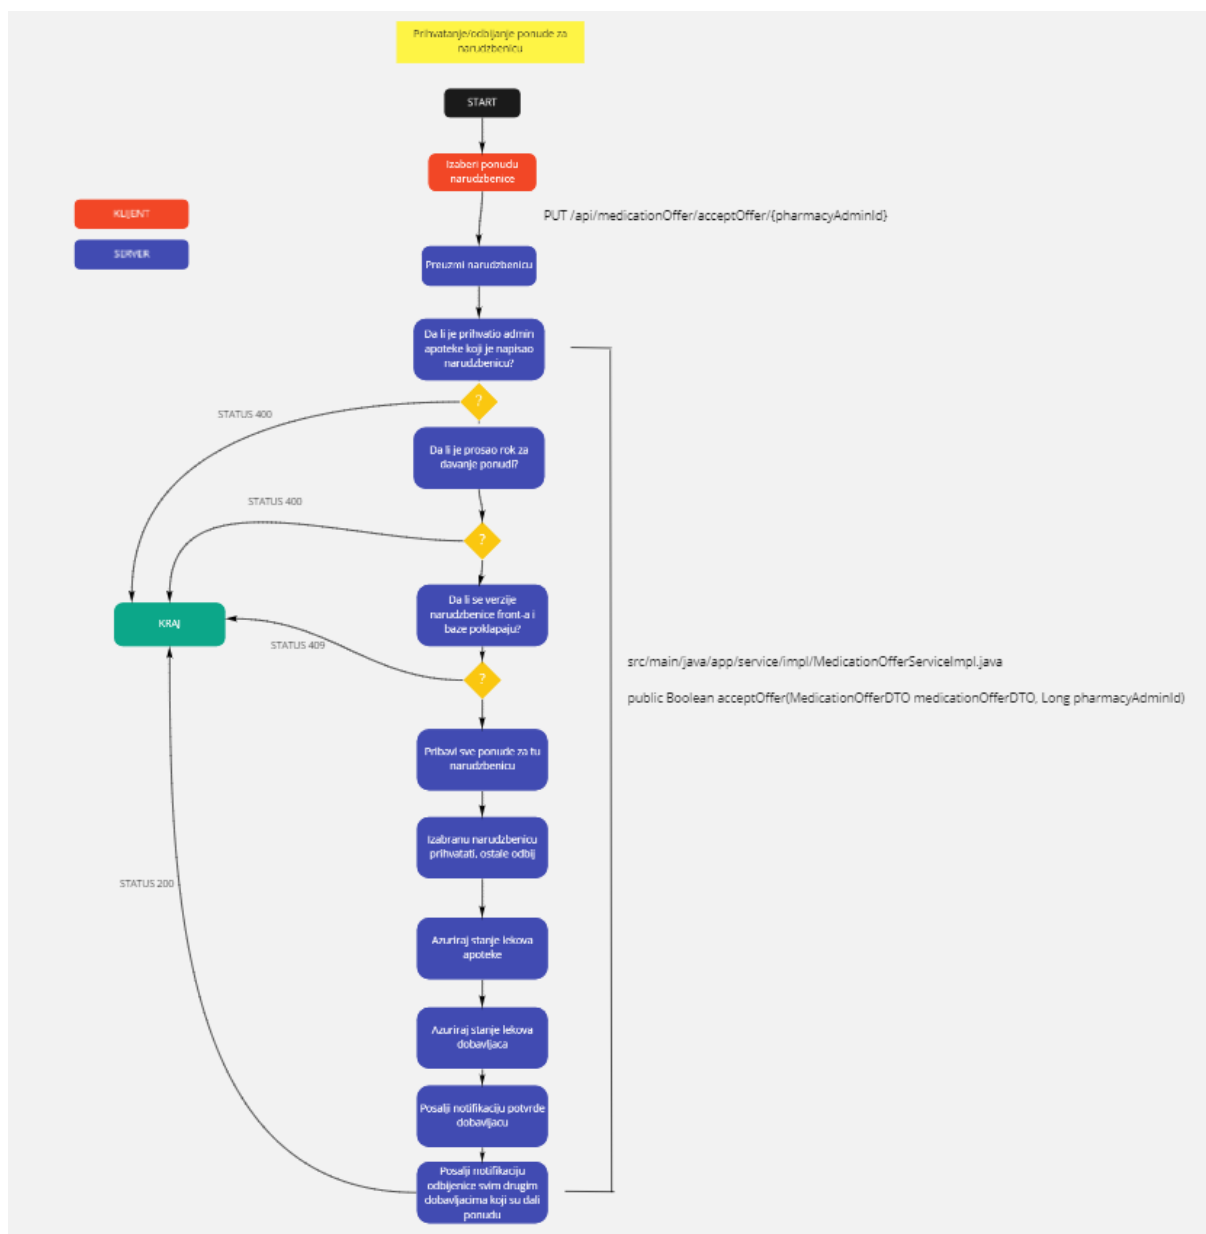 Prihvatanje/odbijanje ponude za
narudzbenicu
START
Izaberi ponudu
narudzbenice
KLIJENT
SERVER
PUT /api/medicationOffer/acceptOffer/{pharmacyAdminId}
Preuzmi narudzbenicu
Da li je prihvatio admin
apoteke koji je napisao
narudzbenicu?
?
STATUS 400
Da li je prosao rok za
davanje ponudi?
STATUS 400
?
Da li se verzije
narudzbenice front-a i
baze poklapaju?
KRAJ
STATUS 409
?
src/main/java/app/service/impl/MedicationOfferServiceImpl.java
public Boolean acceptOffer(MedicationOfferDTO medicationOfferDTO, Long pharmacyAdminId)
Pribavi sve ponude za tu
narudzbenicu
Izabranu narudzbenicu
prihvatati, ostale odbij
STATUS 200
Azuriraj stanje lekova
apoteke
Azuriraj stanje lekova
dobavljaca
Posalji notifikaciju potvrde
dobavljacu
Posalji notifikaciju
odbijenice svim drugim
dobavljacima koji su dali
ponudu